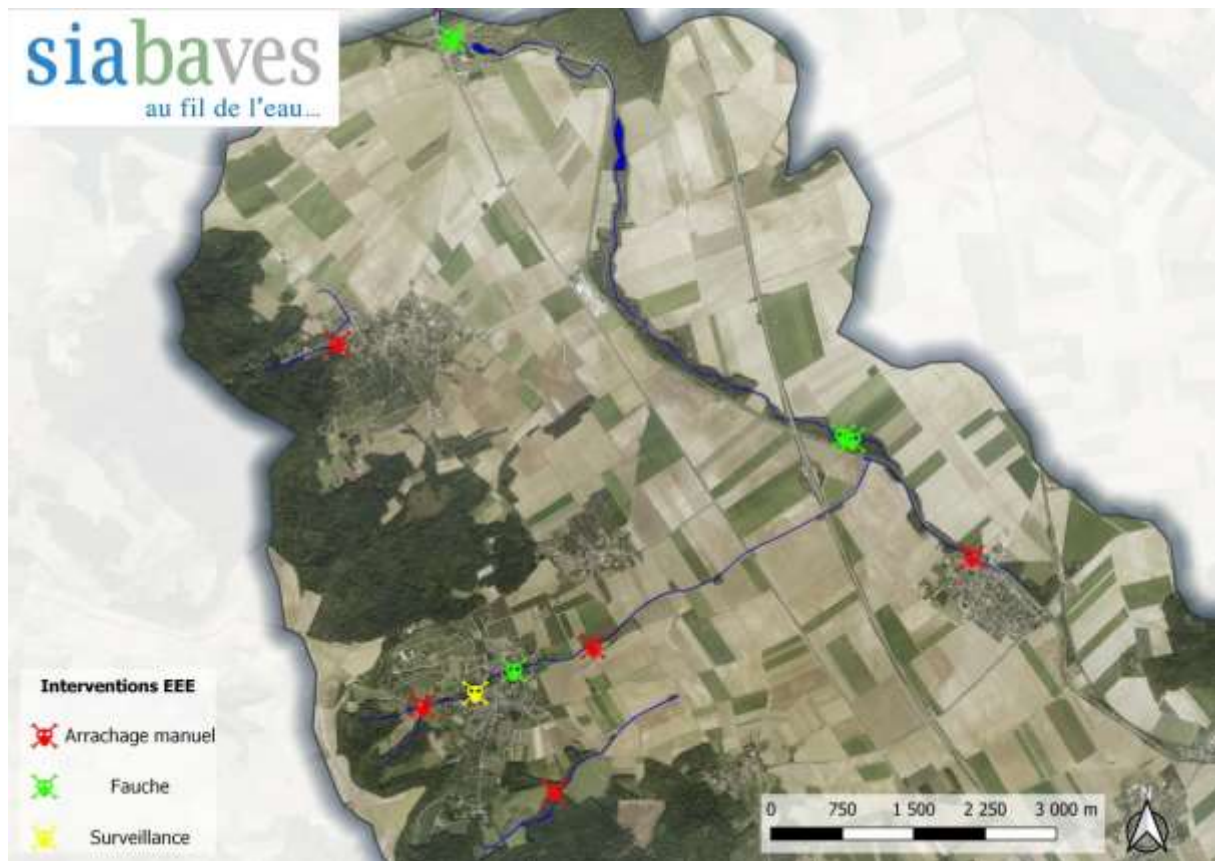 siabaves
au fil de l'eau...
Interventions EEE
Arrachage manuel
Fauche
Surveillance
0 750 1 500 2 250 3 000 m
N